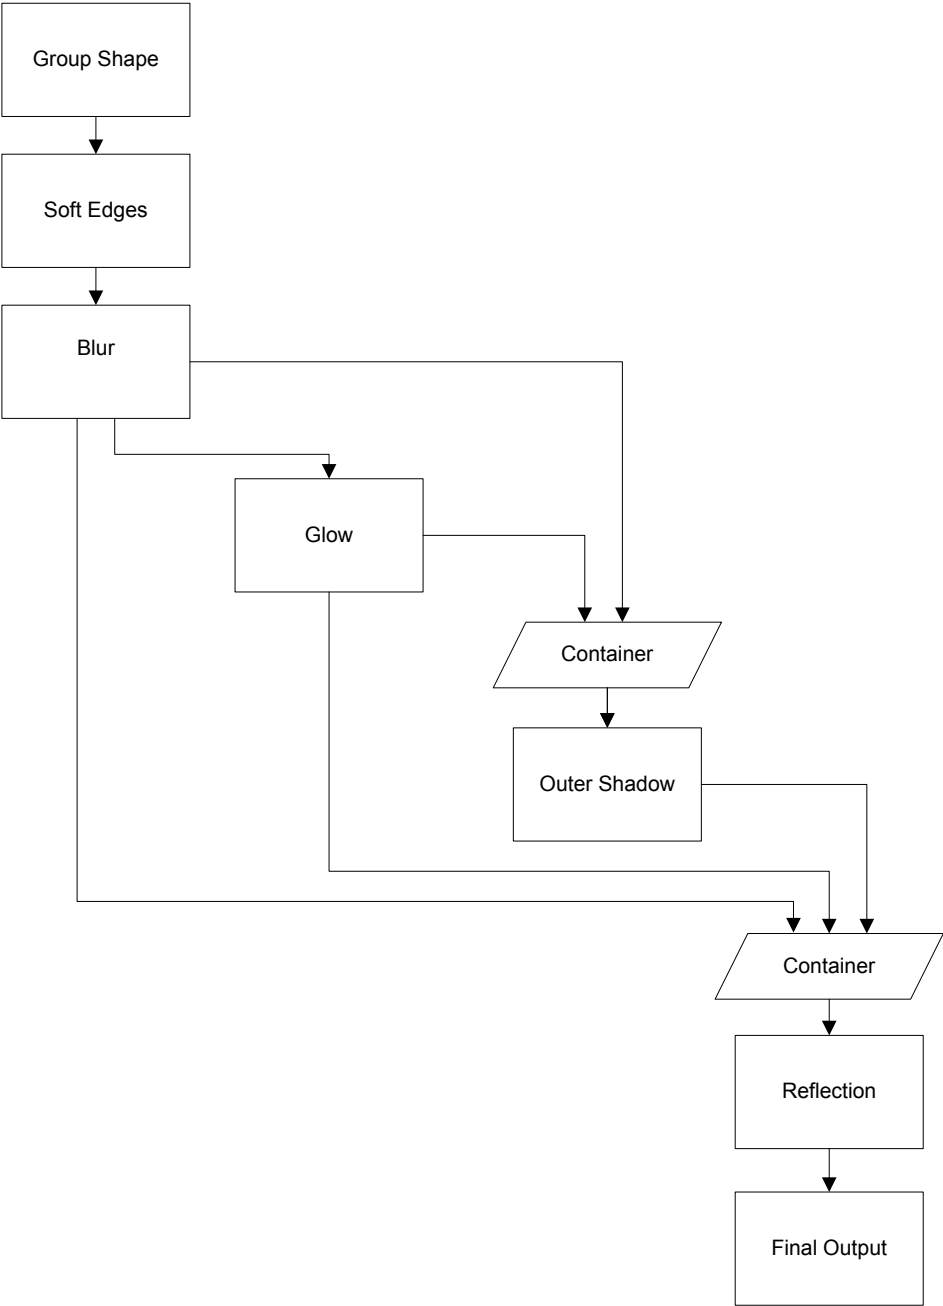 Group Shape
Soft Edges
Blur
Glow
Container
Outer Shadow
Container
Reflection
Final Output